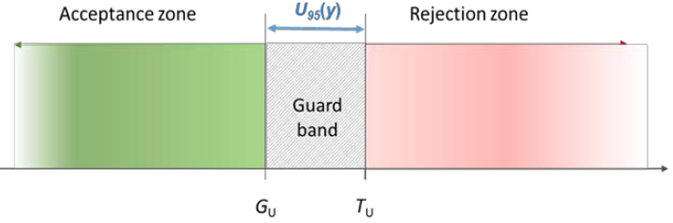 Acceptance zone
U95(y)
Rejection zone
Guard
band
GU
TU